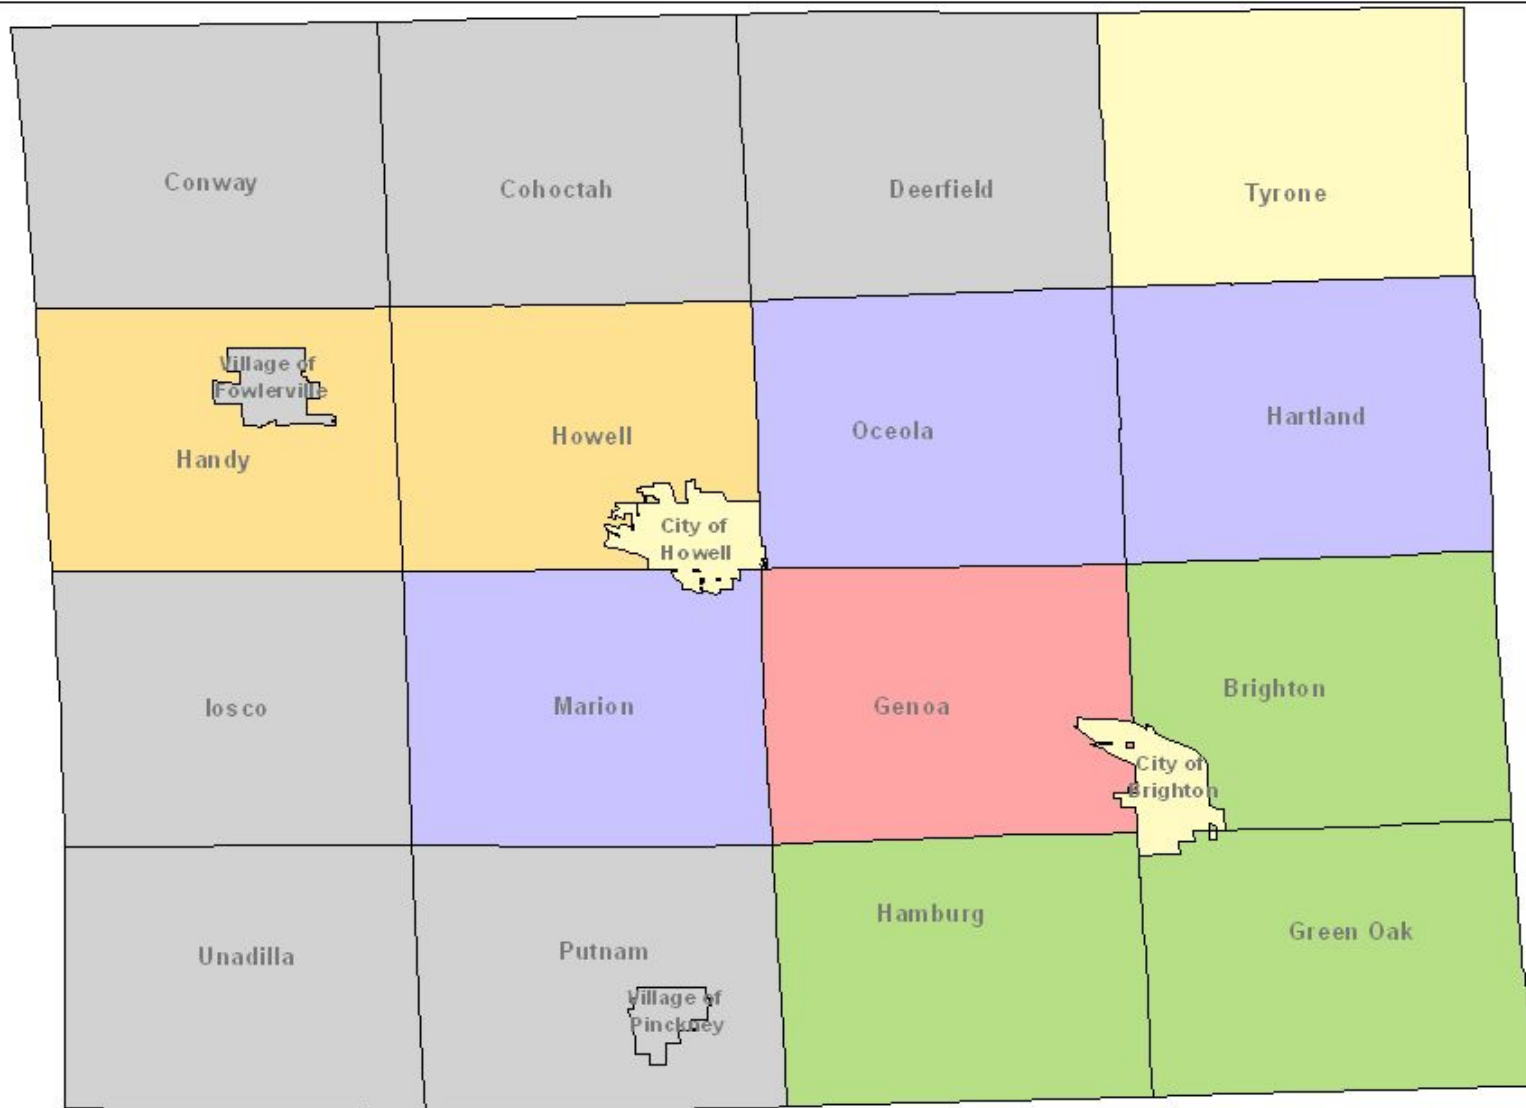 Conway
Cohoctah
Deerfield
Tyrone
Village of
Fowlerville
Handy
Howell
Oceola
Hartland
City of
Howell
Iosco
Marion
Genoa
Brighton
City of
Brighton
Unadilla
Putnam
Hamburg
Green Oak
Village of
Pinckney